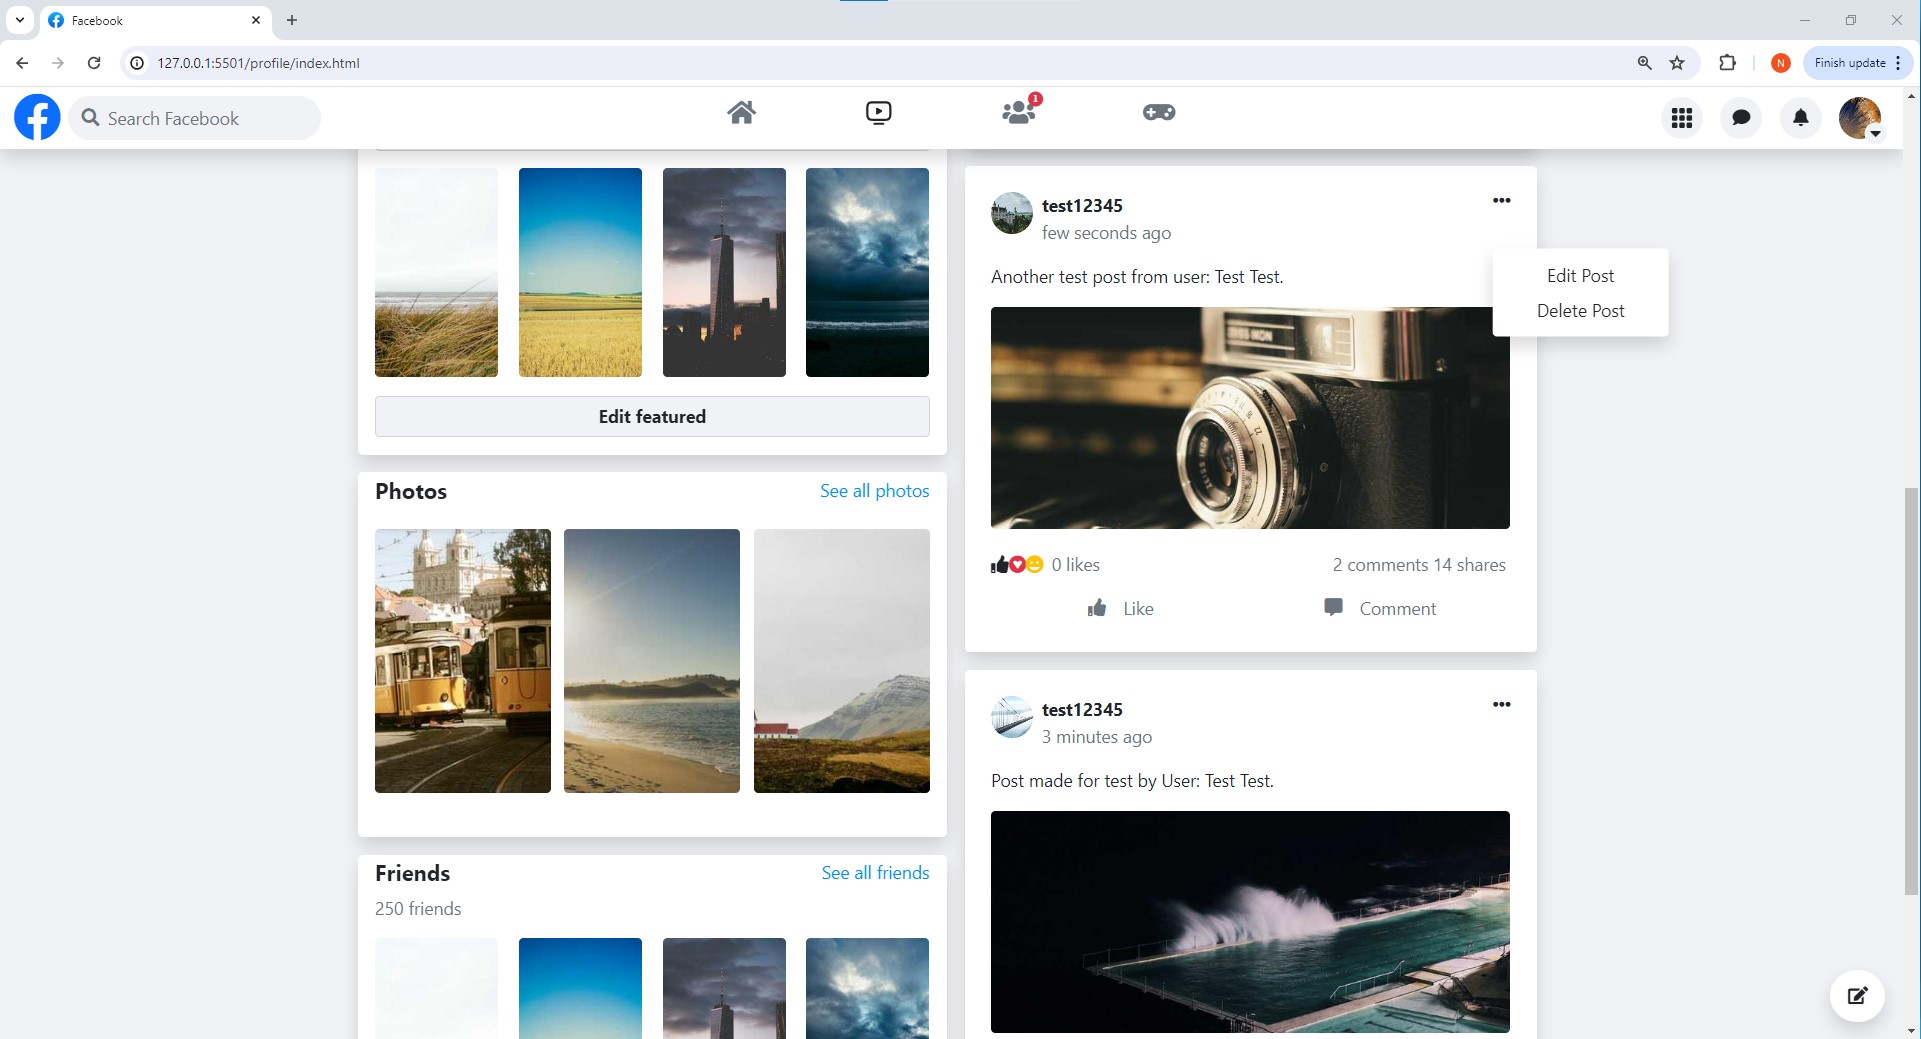 Facebook
127.0.0.1:5501/profile/index.html
N
Finish update
Search Facebook
1
Edit featured
Photos
See all photos
Friends
See all friends
250 friends
test12345
few seconds ago
Another test post from user: Test Test.
Edit Post
Delete Post
0 likes
2 comments 14 shares
Like
Comment
test12345
3 minutes ago
Post made for test by User: Test Test.